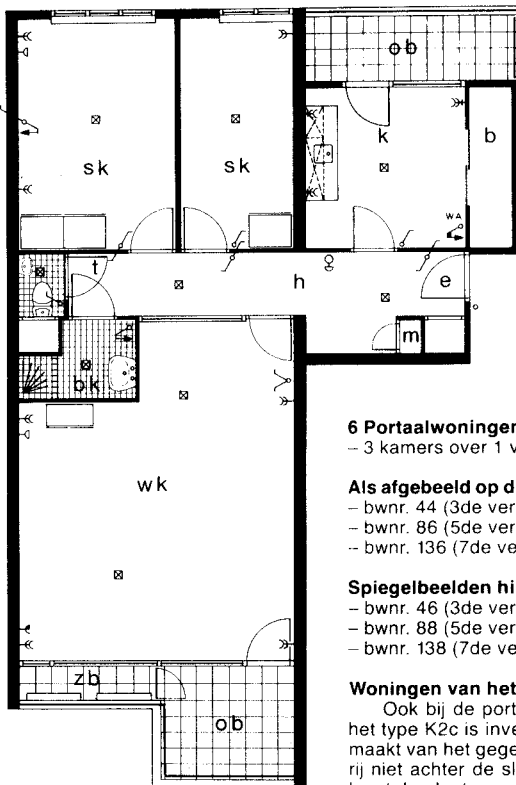 ob
sk
sk
k
b
WA
t
h
e
m
bk
wk
zb
ob
6 Portaalwoningen
– 3 kamers over 1 v
Als afgebeeld op d
– bwnr. 44 (3de ver
– bwnr. 86 (5de ver
-- bwnr. 136 (7de ve
Spiegelbeelden hi
– bwnr. 46 (3de ver
– bwnr. 88 (5de ver
– bwnr. 138 (7de ve
Woningen van het
Ook bij de port
het type K2c is inve
maakt van het gege
rij niet achter de sl